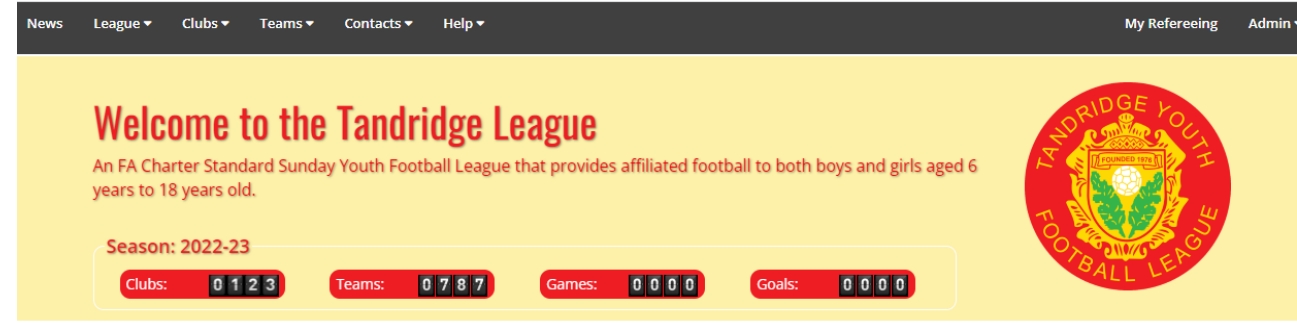 News League Clubs Teams Contacts Help My Refereeing Admin
Welcome to the Tandridge League
An FA Charter Standard Sunday Youth Football League that provides affiliated football to both boys and girls aged 6
years to 18 years old.
Season: 2022-23
Clubs: 0123 Teams: 0787 Games: 0000 Goals: 0000
TANDRIDGE YOUTH
FOUNDED 1978
FOOTBALL LEAGUE